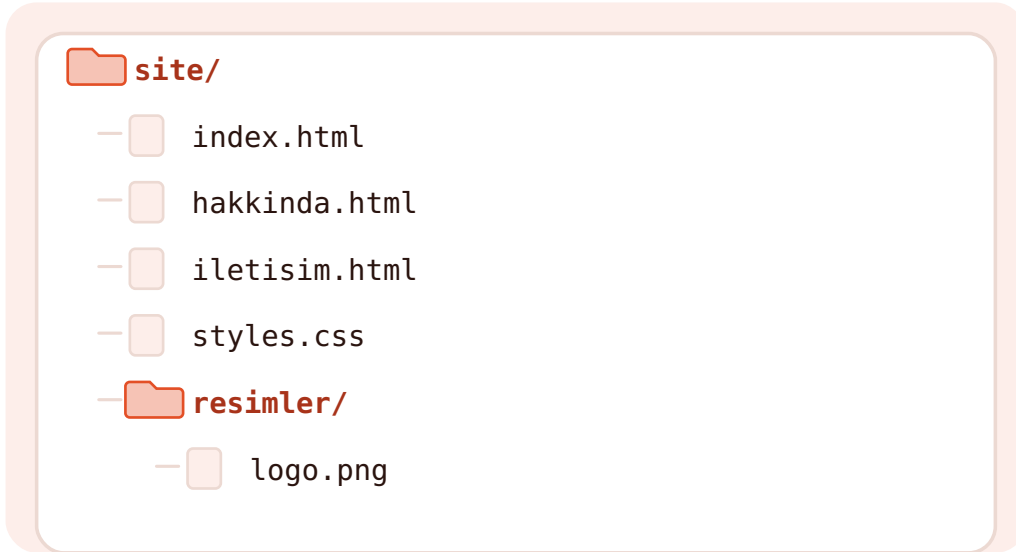 site/
index.html
hakkinda.html
iletisim.html
styles.css
resimler/
logo.png